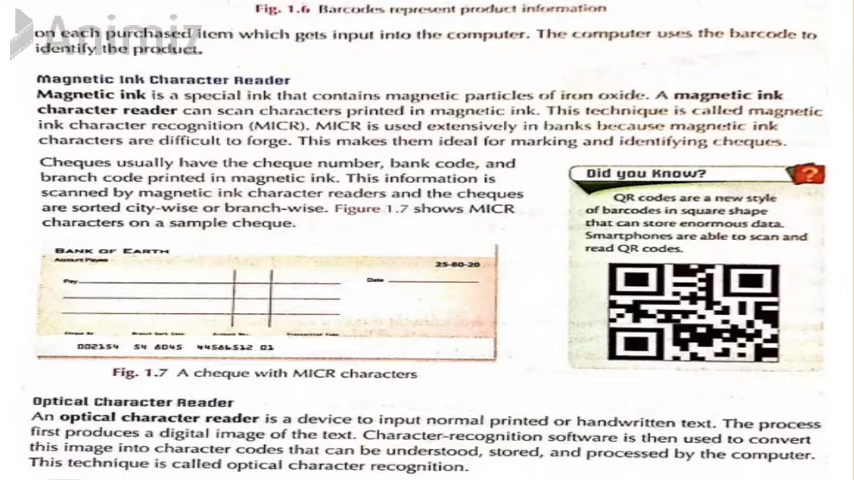 Fig. 1.6 Barcodes represent product information
Animiz
on each purchased item which gets input into the computer. The computer uses the barcode to
identify the product.
Magnetic Ink Character Reader
Magnetic ink is a special ink that contains magnetic particles of iron oxide. A magnetic ink
character reader can scan characters printed in magnetic ink. This technique is called magnetic
ink character recognition (MICR). MICR is used extensively in banks because magnetic ink
characters are difficult to forge. This makes them ideal for marking and identifying cheques.
Cheques usually have the cheque number, bank code, and
branch code printed in magnetic ink. This information is
scanned by magnetic ink character readers and the cheques
are sorted city-wise or branch-wise. Figure 1.7 shows MICR
characters on a sample cheque.
BANK OF EARTH
Account Payee
25-80-20
Pay
Date
Cheque No Branch Sort Code Account No.
002154 54 8045 44586512 01
Fig. 1.7 A cheque with MICR characters
Did you Know?
QR codes are a new style
of barcodes in square shape
that can store enormous data.
Smartphones are able to scan and
read QR codes.
Optical Character Reader
An optical character reader is a device to input normal printed or handwritten text. The process
first produces a digital image of the text. Character-recognition software is then used to convert
this image into character codes that can be understood, stored, and processed by the computer.
This technique is called optical character recognition.